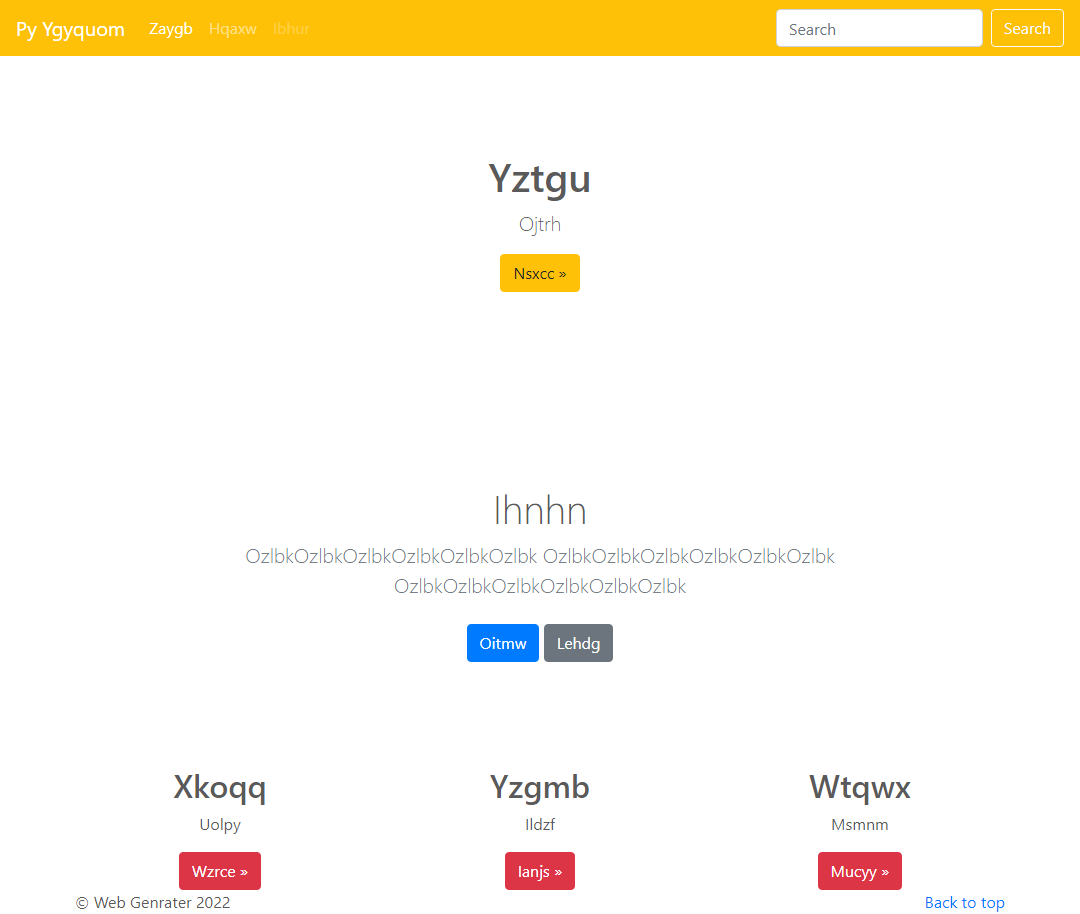 Py Ygyquom Zaygb Hqaxw Ibhur Search Search
Yztgu
Ojtrh
Nsxcc »
Ihnhn
OzlbkOzlbkOzlbkOzlbkOzlbkOzlbk OzlbkOzlbkOzlbkOzlbkOzlbkOzlbk
OzlbkOzlbkOzlbkOzlbkOzlbkOzlbk
Oitmw Lehdg
Xkoqq Yzgmb Wtqwx
Uolpy Ildzf Msmnm
Wzrce » Ianjs » Mucyy »
© Web Genrater 2022 Back to top